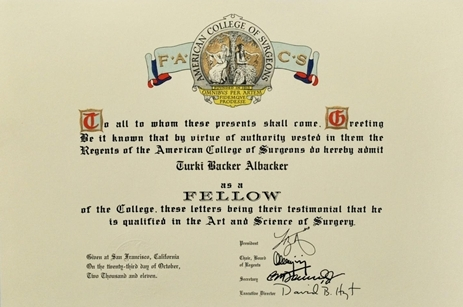 F · A · C · S
AMERICAN COLLEGE OF SURGEONS
OMNIBUS PER ARTEM
FIDEMQUE
PRODESSE
To all to whom these presents shall come, Greeting
Be it known that by virtue of authority vested in them the
Regents of the American College of Surgeons do hereby admit
Turki Backer Albacker
as a
FELLOW
of the College, these letters being their testimonial that he
is qualified in the Art and Science of Surgery.
Given at San Francisco, California
On the twenty-third day of October,
Two Thousand and eleven.
President
Chair, Board
of Regents
Secretary
Executive Director David B. Hoyt